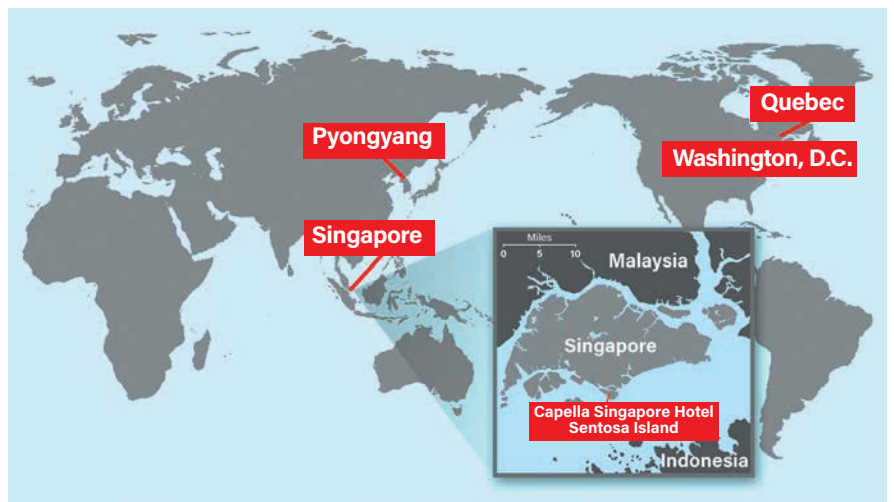 Quebec
Pyongyang
Washington, D.C.
Singapore
Miles
0 5 10
Malaysia
Singapore
Capella Singapore Hotel
Sentosa Island
Indonesia